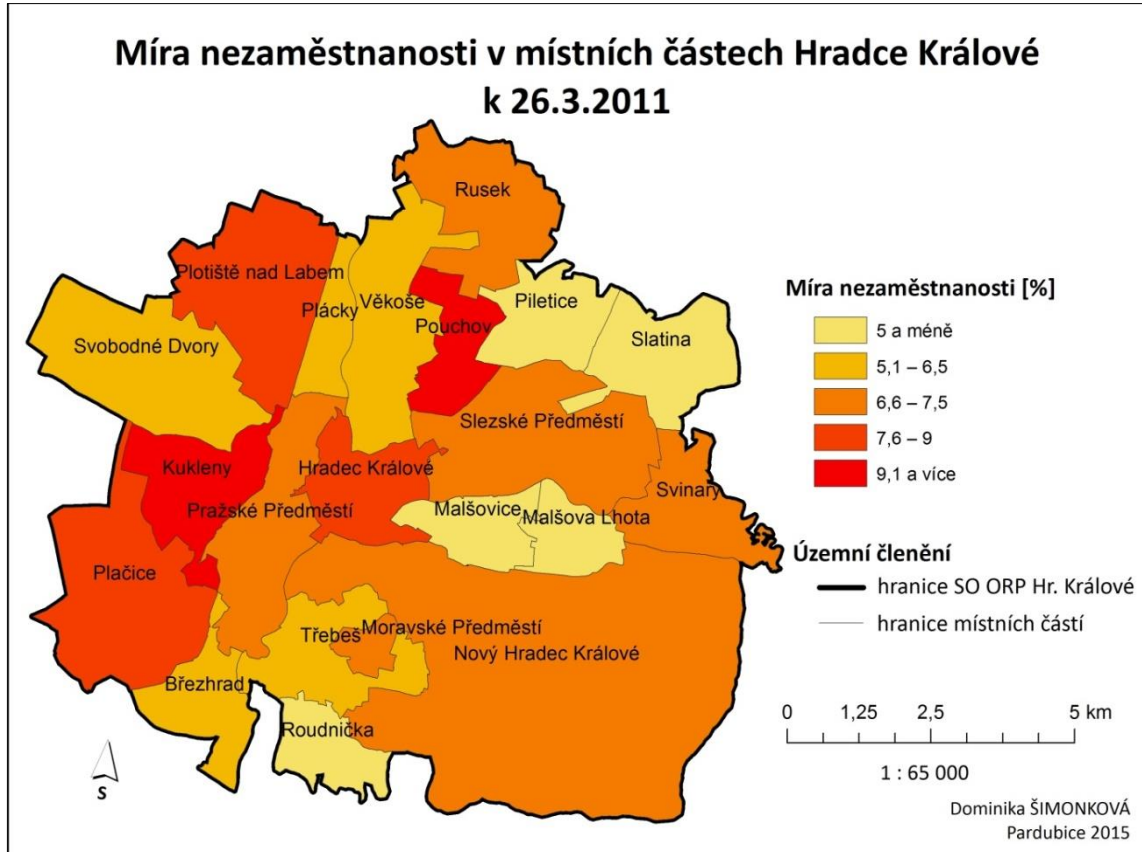 Míra nezaměstnanosti v místních částech Hradce Králové
k 26.3.2011
Rusek
Plotiště nad Labem
Plácky
Věkoše
Pouchov
Piletice
Slatina
Svobodné Dvory
Slezské Předměstí
Kukleny
Hradec Králové
Pražské Předměstí
Malšovice
Malšova Lhota
Svinary
Plačice
Třebeš
Moravské Předměstí
Nový Hradec Králové
Březhrad
Roudnička
S
Míra nezaměstnanosti [%]
5 a méně
5,1 – 6,5
6,6 – 7,5
7,6 – 9
9,1 a více
Územní členění
hranice SO ORP Hr. Králové
hranice místních částí
0 1,25 2,5 5 km
1 : 65 000
Dominika ŠIMONKOVÁ
Pardubice 2015